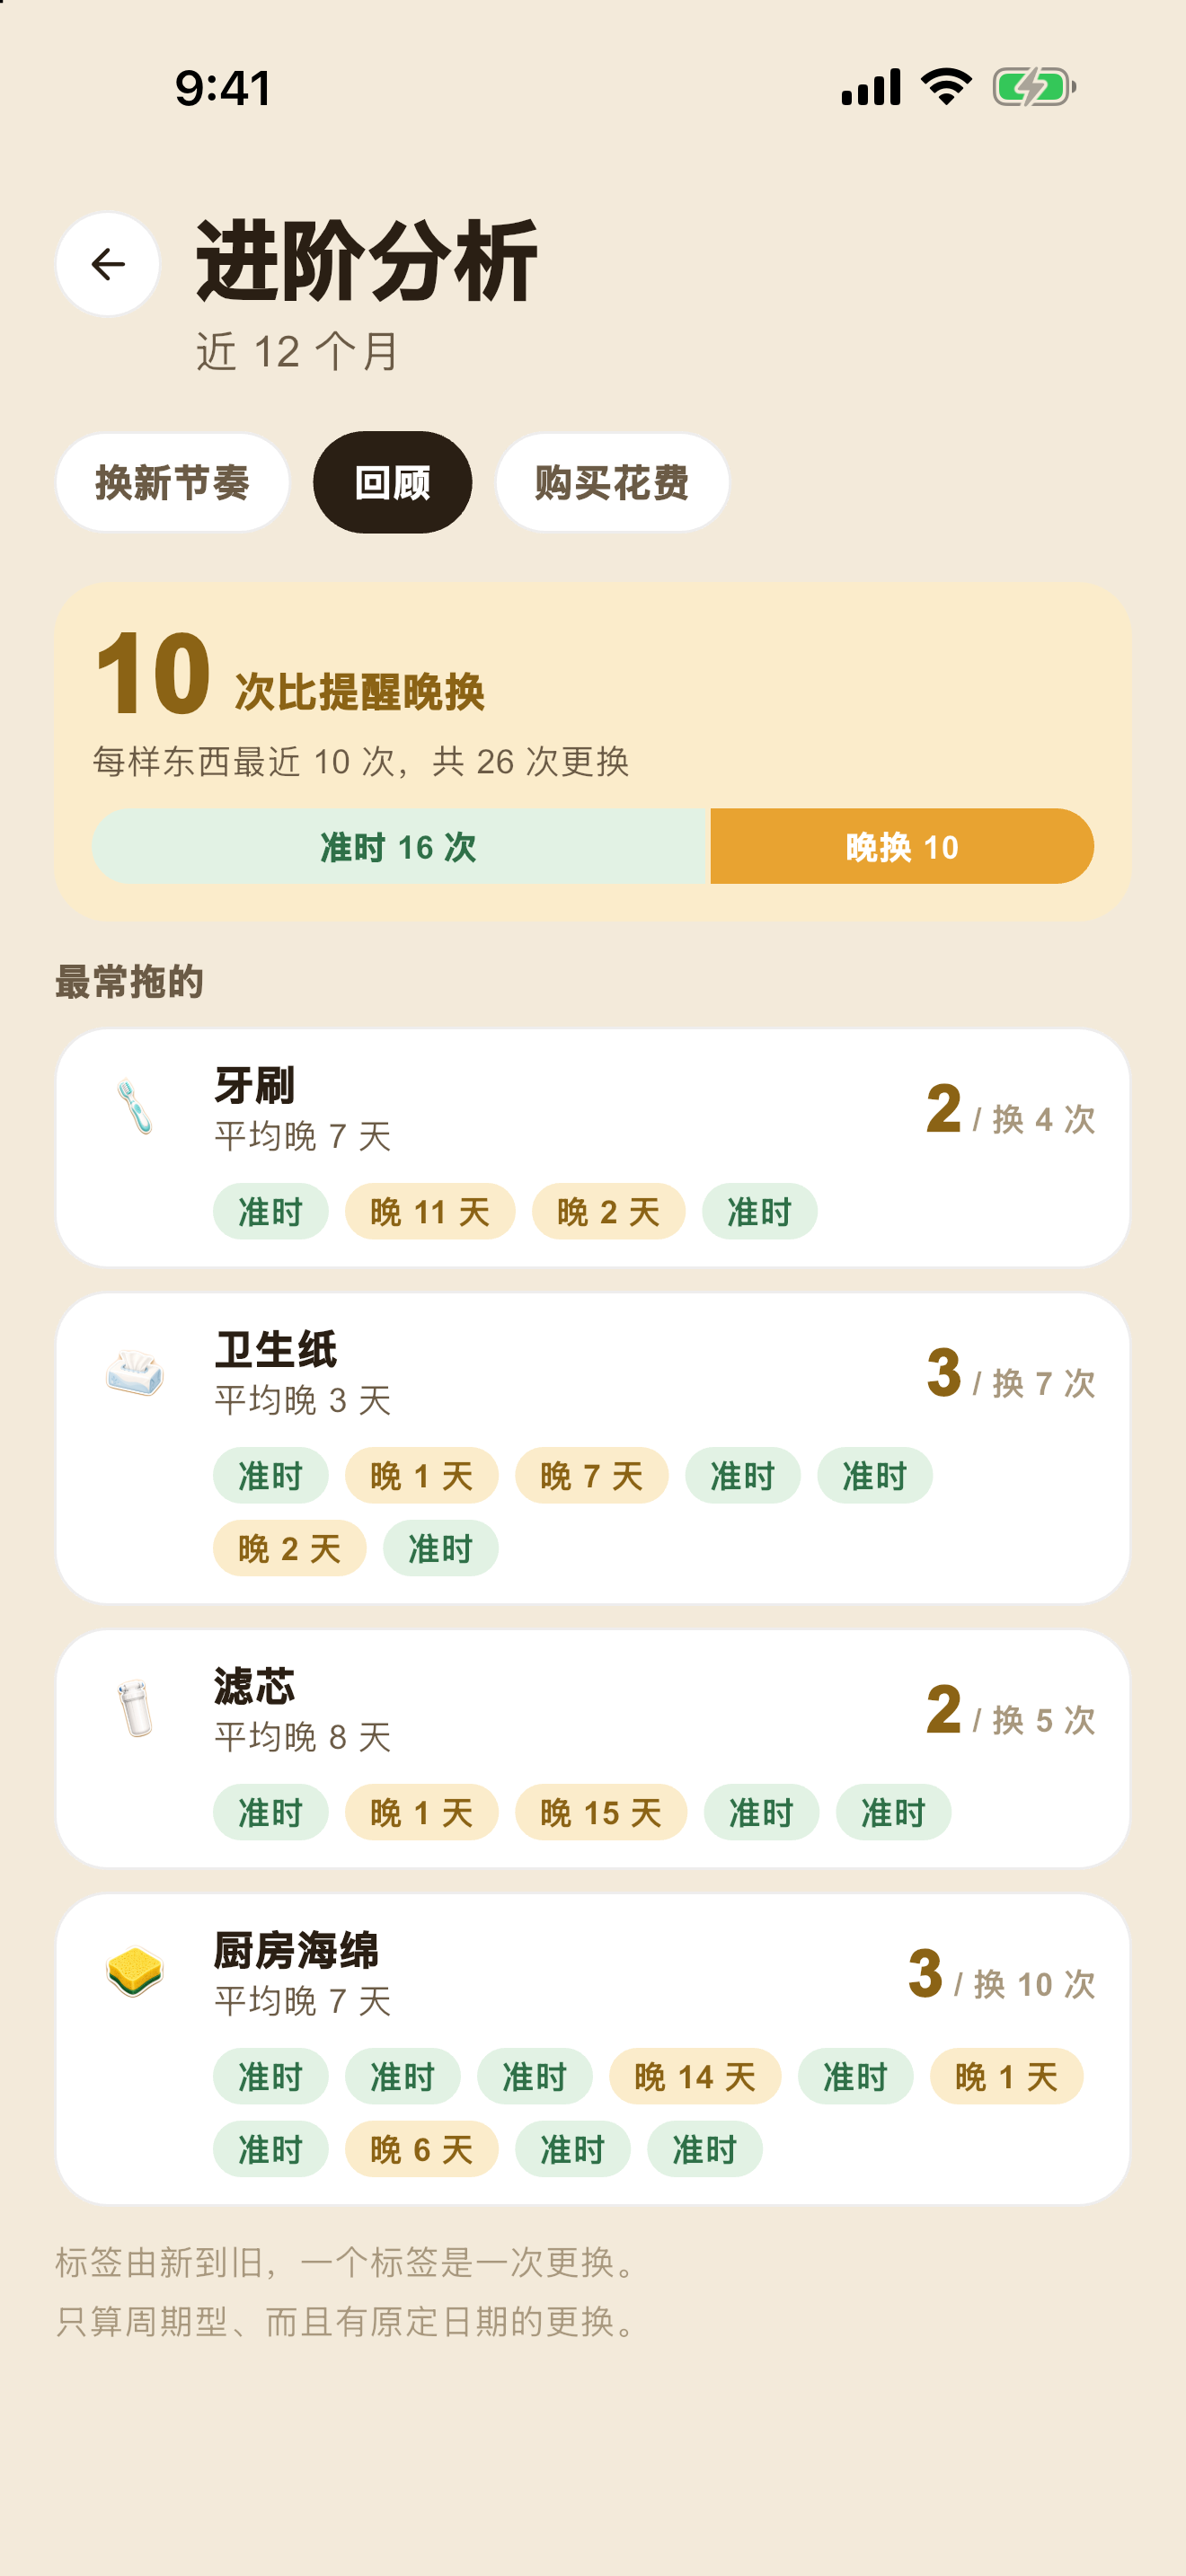 9:41
进阶分析
近 12 个月
换新节奏 回顾 购买花费
10 次比提醒晚换
每样东西最近 10 次，共 26 次更换
准时 16 次 晚换 10
最常拖的
牙刷
平均晚 7 天
2 / 换 4 次
准时 晚 11 天 晚 2 天 准时
卫生纸
平均晚 3 天
3 / 换 7 次
准时 晚 1 天 晚 7 天 准时 准时
晚 2 天 准时
滤芯
平均晚 8 天
2 / 换 5 次
准时 晚 1 天 晚 15 天 准时 准时
厨房海绵
平均晚 7 天
3 / 换 10 次
准时 准时 准时 晚 14 天 准时 晚 1 天
准时 晚 6 天 准时 准时
标签由新到旧，一个标签是一次更换。
只算周期型、而且有原定日期的更换。